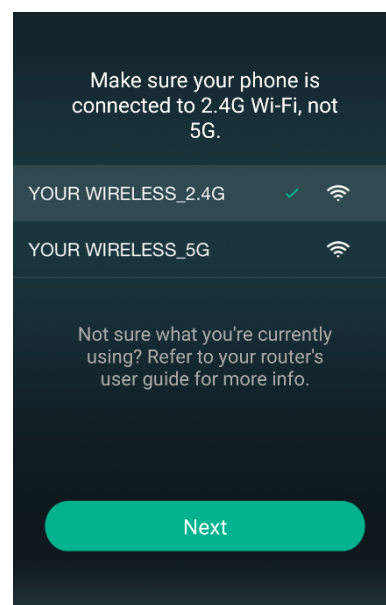 Make sure your phone is
connected to 2.4G Wi-Fi, not
5G.
YOUR WIRELESS_2.4G
YOUR WIRELESS_5G
Not sure what you're currently
using? Refer to your router's
user guide for more info.
Next